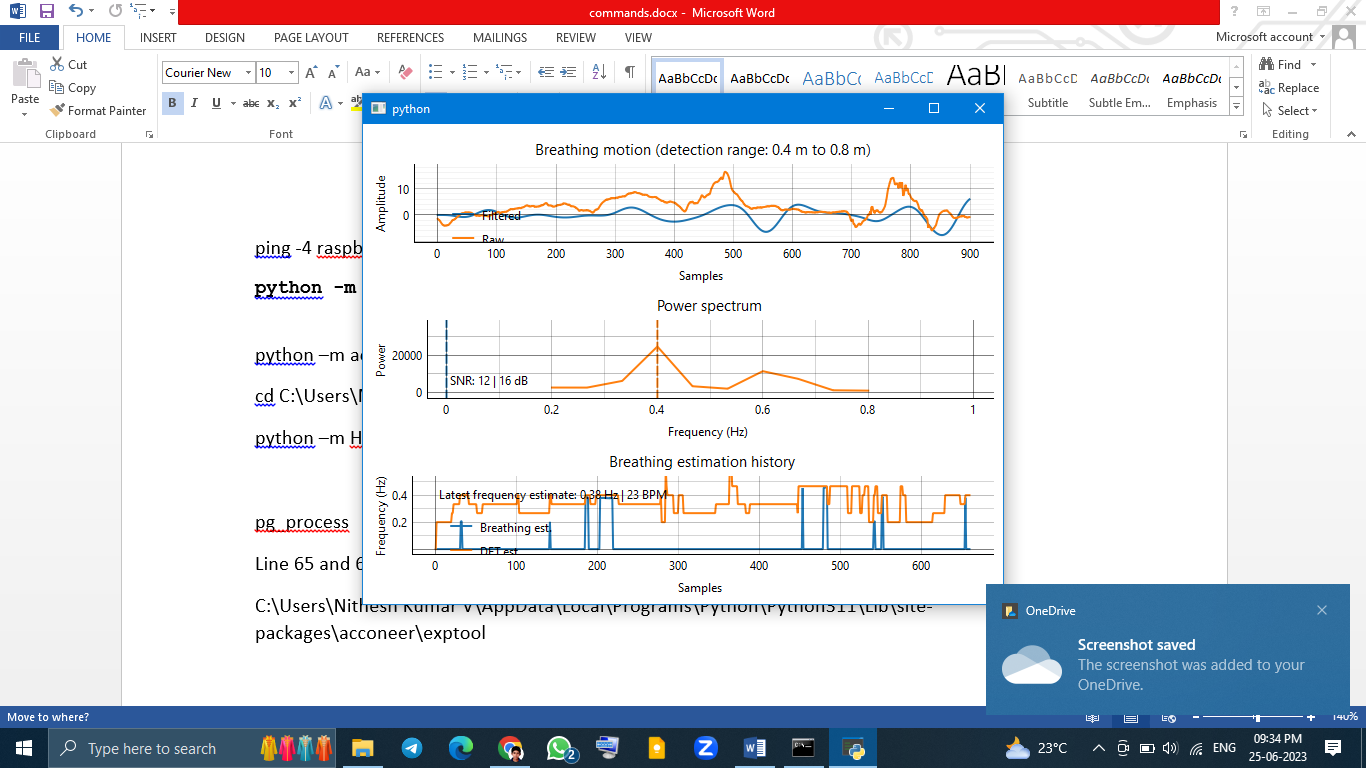 commands.docx - Microsoft Word
FILE HOME INSERT DESIGN PAGE LAYOUT REFERENCES MAILINGS REVIEW VIEW Microsoft account
Paste
Cut
Copy
Format Painter
Clipboard
Courier New 10
Aa
B I U abc x₂ x²
Font
AaBbCcDc AaBbCcDc AaBbCc AaBbCcD AaBl AaBbCcD AaBbCcDc AaBbCcDc
Subtitle Subtle Em... Emphasis
Find
Replace
Select
Editing
python
Breathing motion (detection range: 0.4 m to 0.8 m)
Amplitude
10
0
Filtered
Raw
0 100 200 300 400 500 600 700 800 900
Samples
Power spectrum
Power
20000
0
SNR: 12 | 16 dB
0 0.2 0.4 0.6 0.8 1
Frequency (Hz)
Breathing estimation history
Frequency (Hz)
0.4
0.2
Latest frequency estimate: 0.38 Hz | 23 BPM
Breathing est.
DFT est.
0 100 200 300 400 500 600
Samples
ping -4 raspb
python -m
python –m ac
cd C:\Users\N
python –m H
pg_process
Line 65 and 6
C:\Users\Nithesh Kumar V\AppData\Local\Programs\Python\Python311\Lib\site-
packages\acconeer\exptool
OneDrive
Screenshot saved
The screenshot was added to your
OneDrive.
Move to where?
140%
Type here to search
2
23°C
ENG
09:34 PM
25-06-2023